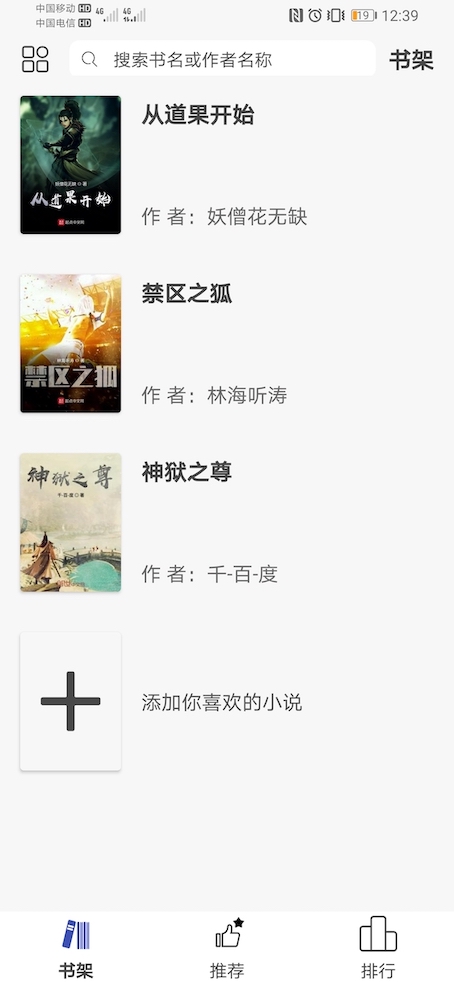 中国移动 HD 4G 4G 19 12:39
中国电信 HD
搜索书名或作者名称 书架
从道果开始
妖僧花无缺 著
从道果开始
起点中文网
作 者：妖僧花无缺
禁区之狐
林海听涛 著
禁区之狐
起点中文网
作 者：林海听涛
神狱之尊
神狱之尊
千-百-度 著
作 者：千-百-度
添加你喜欢的小说
书架 推荐 排行